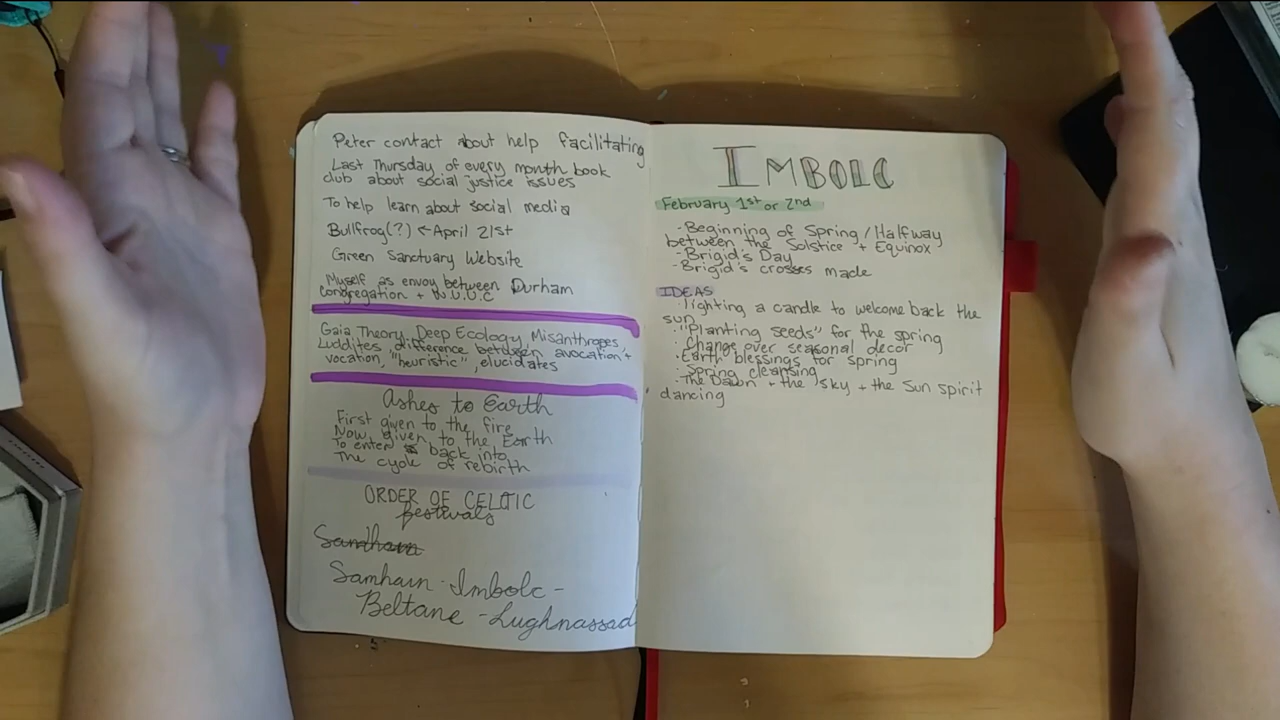 Peter contact about help facilitating
Last Thursday of every month book
club about social justice issues
To help learn about social media
Bullfrog(?) ← April 21st
Green Sanctuary Website
Myself as envoy between Durham
congregation + W.U.U.C
Gaia Theory, Deep Ecology, Misanthropes,
Luddites, difference between avocation +
vocation, "heuristic", elucidates
Ashes to Earth
First given to the fire
Now given to the Earth
To enter back into
The cycle of rebirth
ORDER OF CELTIC
festivals
Samhain - Imbolc -
Beltane - Lughnassad
IMBOLC
February 1st or 2nd
- Beginning of Spring / Halfway
between the Solstice + Equinox
- Brigid's Day
- Brigid's crosses made
IDEAS
· Lighting a candle to welcome back the
sun
· "Planting seeds" for the spring
· Change over seasonal decor
· Earth blessings for spring
· Spring cleansing
· The Dawn + the sky + the Sun spirit
dancing